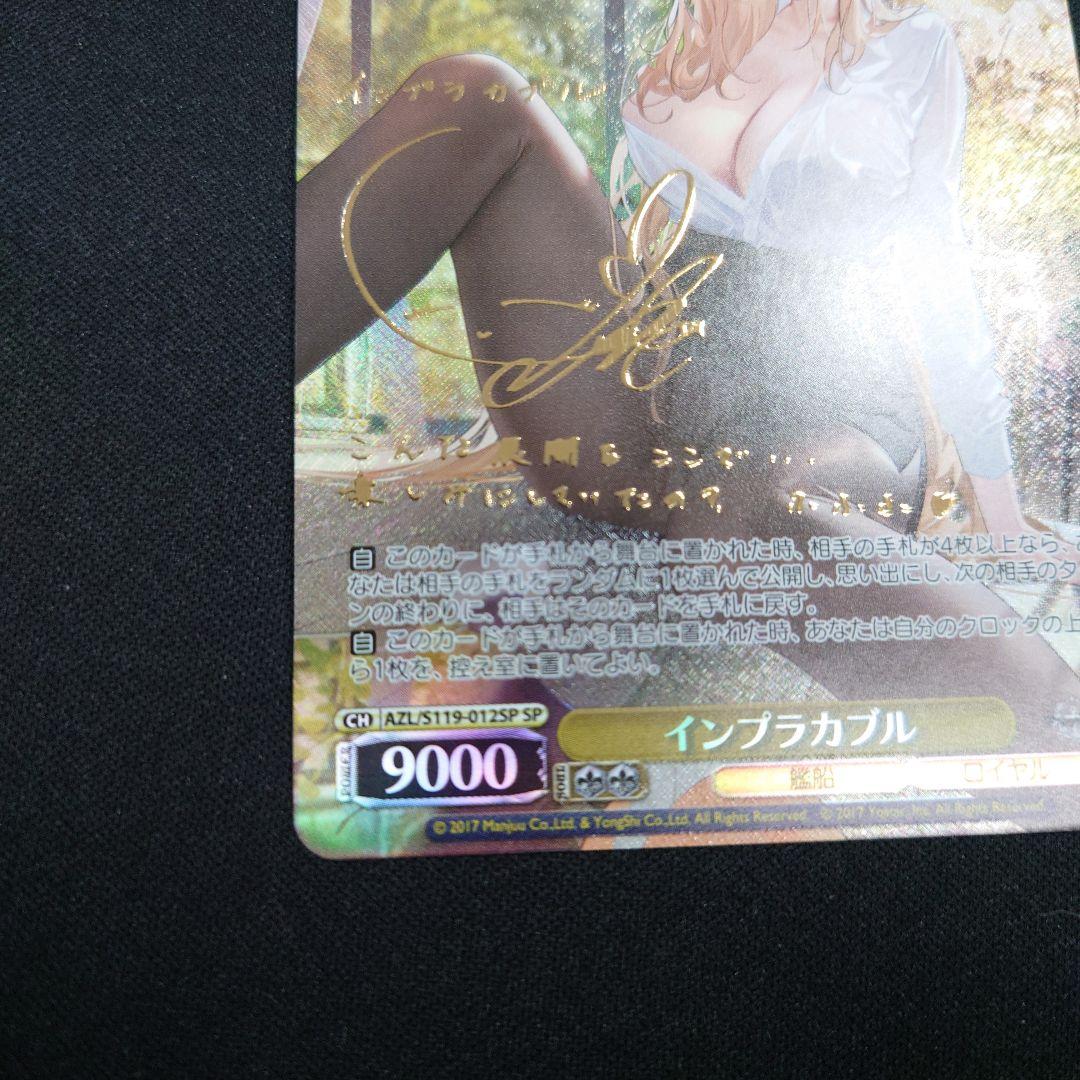 インプラカブル
こんな展開を
楽しみにしていたの? ふふふっ♥
自 このカードが手札から舞台に置かれた時、相手の手札が4枚以上なら、
なたは相手の手札をランダムに1枚選んで公開し、思い出にし、次の相手のタ
ンの終わりに、相手はそのカードを手札に戻す。
自 このカードが手札から舞台に置かれた時、あなたは自分のクロックの上
ら1枚を、控え室に置いてよい。
CH AZL/S119-012SP SP
インプラカブル
POWER 9000 SOUL
艦船 ロイヤル
© 2017 Manjuu Co.,Ltd. & YongShi Co.,Ltd. All Rights Reserved. © 2017 Yostar, Inc. All Rights Reserved.